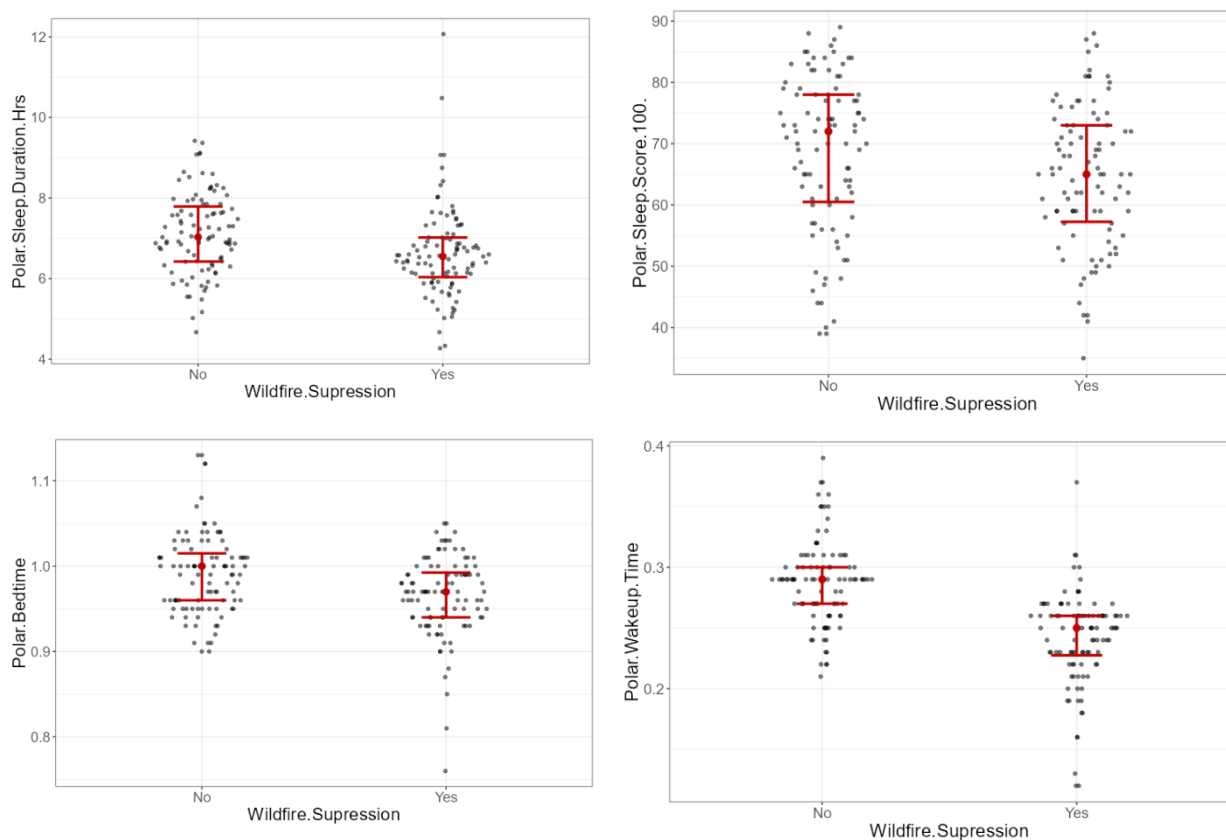 Polar.Sleep.Duration.Hrs
12
10
8
6
4
No
Yes
Wildfire.Supression
Polar.Sleep.Score.100.
90
80
70
60
50
40
No
Yes
Wildfire.Supression
Polar.Bedtime
1.1
1.0
0.9
0.8
No
Yes
Wildfire.Supression
Polar.Wakeup.Time
0.4
0.3
0.2
No
Yes
Wildfire.Supression